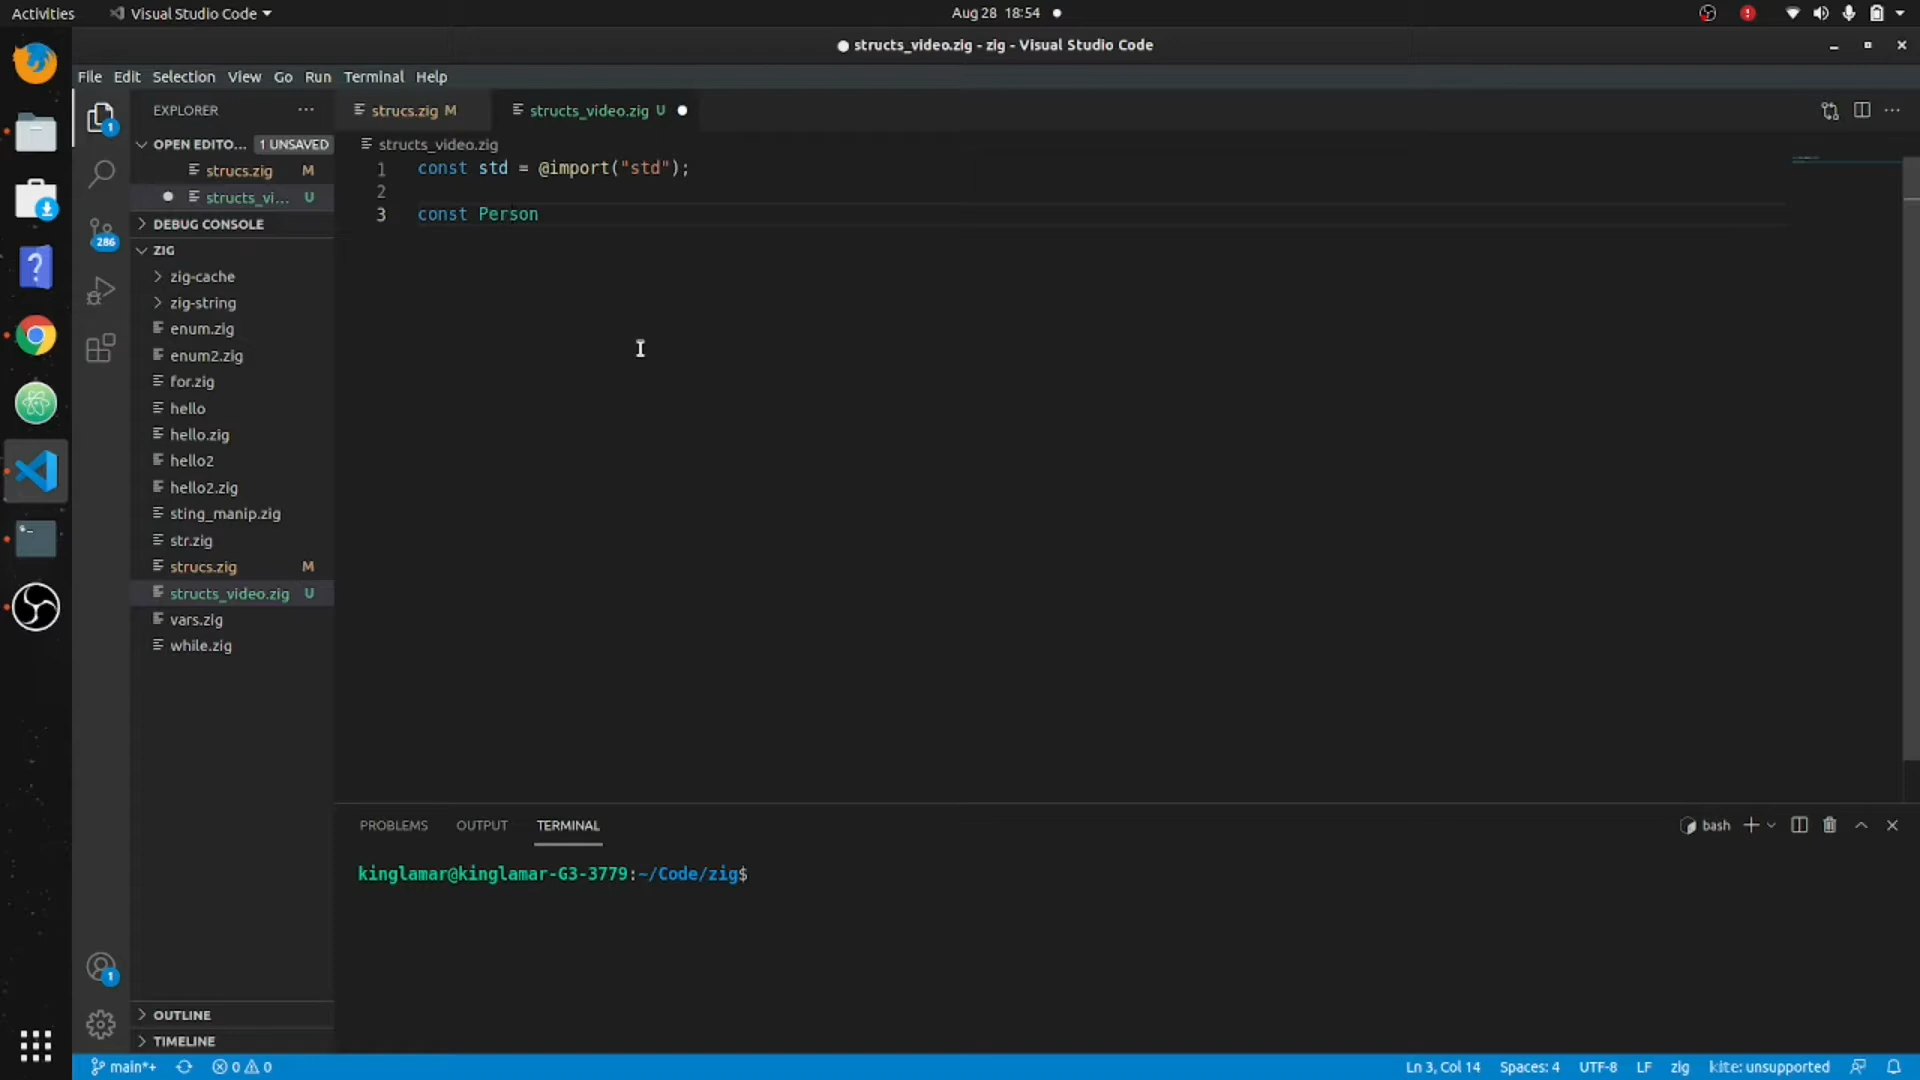 Activities
Visual Studio Code
Aug 28 18:54
structs_video.zig - zig - Visual Studio Code
File Edit Selection View Go Run Terminal Help
EXPLORER
strucs.zig M
structs_video.zig U
OPEN EDITO... 1 UNSAVED
strucs.zig M
structs_vi... U
DEBUG CONSOLE
ZIG
zig-cache
zig-string
enum.zig
enum2.zig
for.zig
hello
hello.zig
hello2
hello2.zig
sting_manip.zig
str.zig
strucs.zig M
structs_video.zig U
vars.zig
while.zig
OUTLINE
TIMELINE
1
286
1
structs_video.zig
1 const std = @import("std");
2
3 const Person
PROBLEMS OUTPUT TERMINAL
bash
kinglamar@kinglamar-G3-3779:~/Code/zig$
main*+
0 0
Ln 3, Col 14
Spaces: 4
UTF-8
LF
zig
kite: unsupported